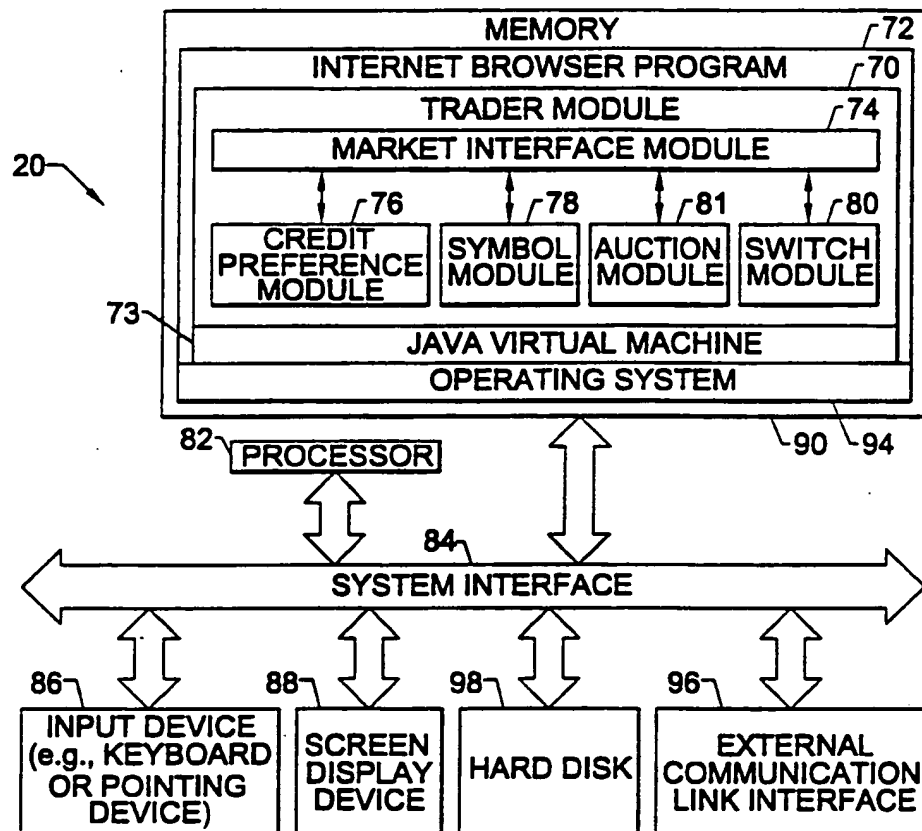 MEMORY
72
INTERNET BROWSER PROGRAM
70
TRADER MODULE
74
MARKET INTERFACE MODULE
20
76
78
81
80
CREDIT
PREFERENCE
MODULE
SYMBOL
MODULE
AUCTION
MODULE
SWITCH
MODULE
73
JAVA VIRTUAL MACHINE
OPERATING SYSTEM
82
PROCESSOR
90
94
84
SYSTEM INTERFACE
86
88
98
96
INPUT DEVICE
(e.g., KEYBOARD
OR POINTING
DEVICE)
SCREEN
DISPLAY
DEVICE
HARD DISK
EXTERNAL
COMMUNICATION
LINK INTERFACE